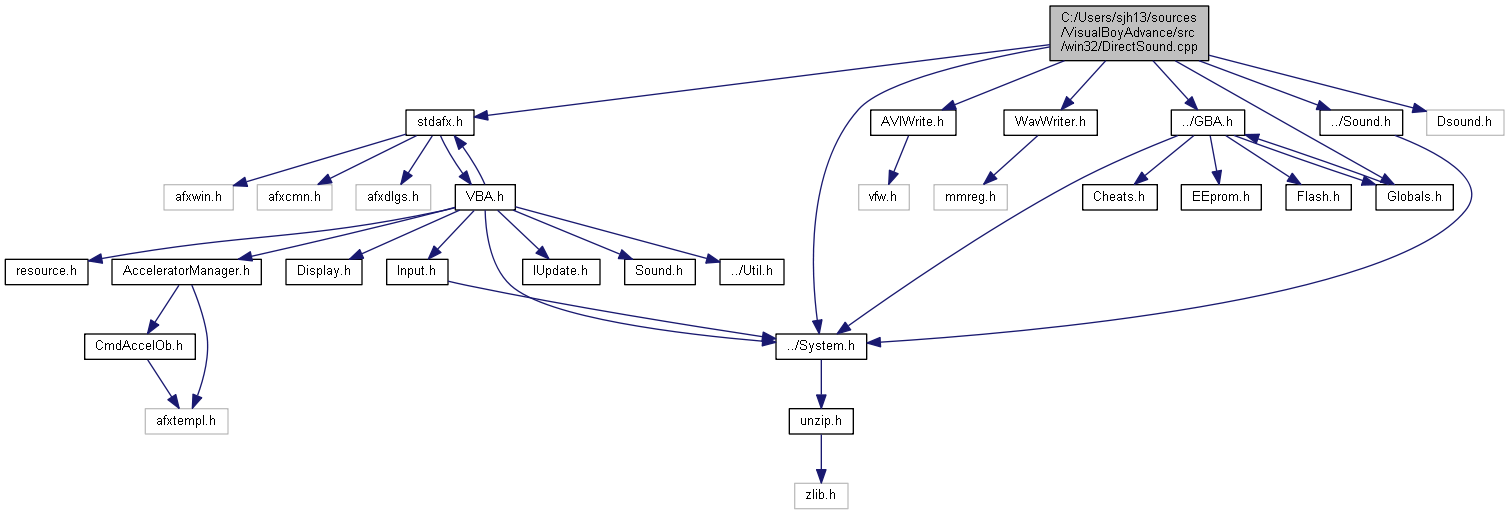 C:/Users/sjh13/sources
/VisualBoyAdvance/src
/win32/DirectSound.cpp
stdafx.h
AVIWrite.h
WavWriter.h
../GBA.h
../Sound.h
Dsound.h
afxwin.h
afxcmn.h
afxdlgs.h
VBA.h
vfw.h
mmreg.h
Cheats.h
EEprom.h
Flash.h
Globals.h
resource.h
AcceleratorManager.h
Display.h
Input.h
IUpdate.h
Sound.h
../Util.h
CmdAccelOb.h
../System.h
afxtempl.h
unzip.h
zlib.h